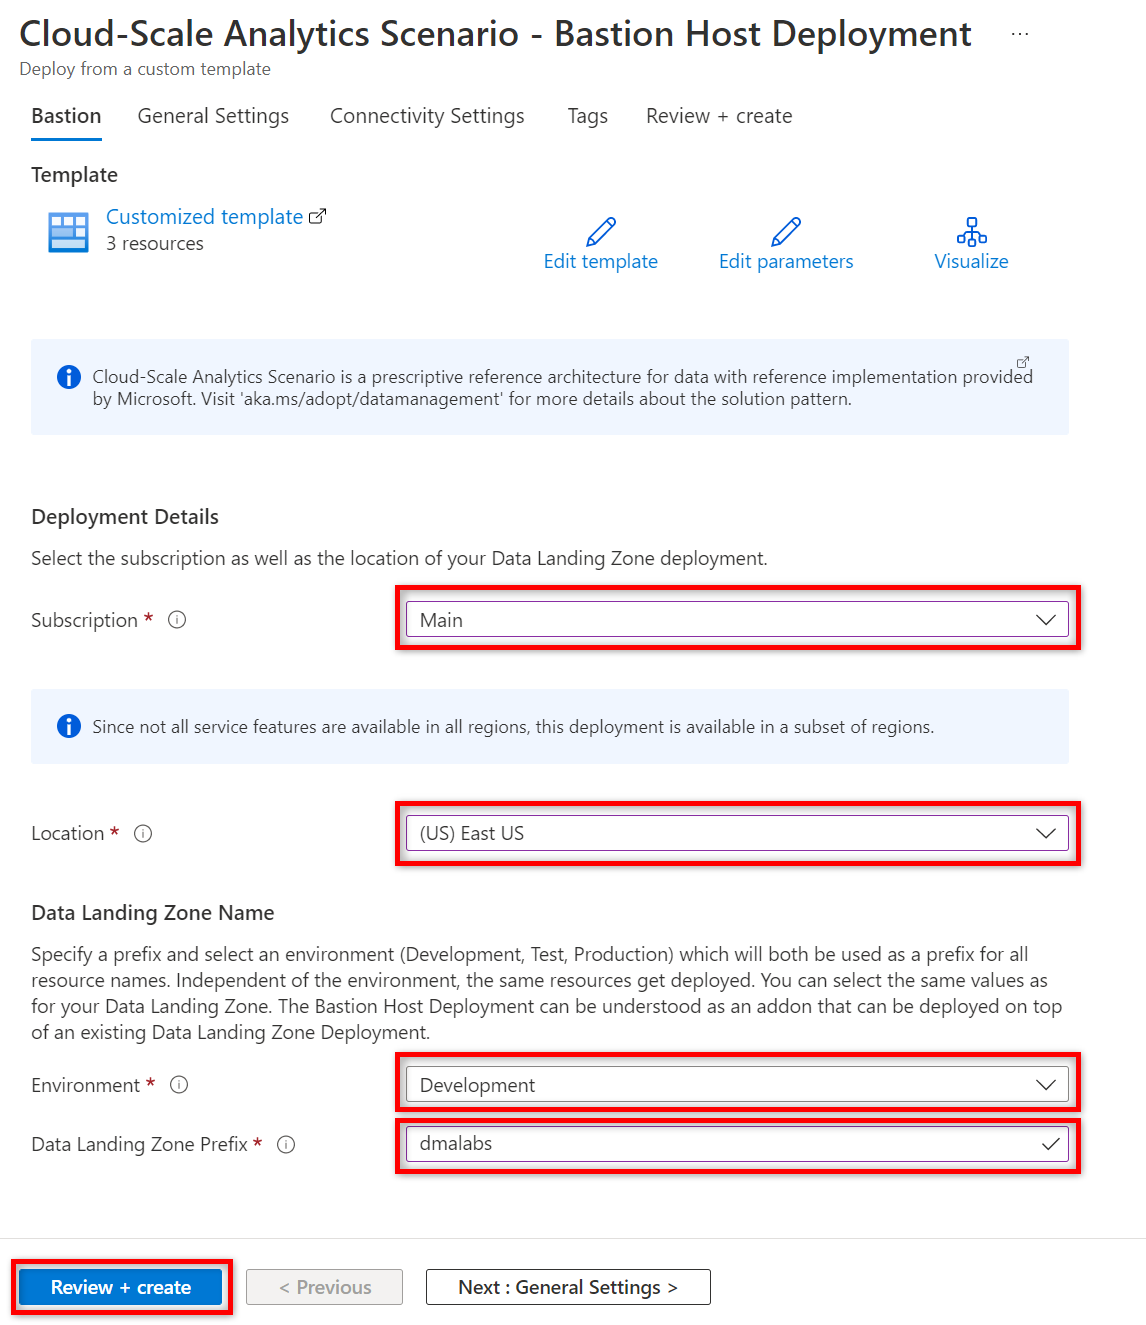 Cloud-Scale Analytics Scenario - Bastion Host Deployment ...
Deploy from a custom template
Bastion General Settings Connectivity Settings Tags Review + create
Template
Customized template
3 resources
Edit template Edit parameters Visualize
Cloud-Scale Analytics Scenario is a prescriptive reference architecture for data with reference implementation provided
by Microsoft. Visit 'aka.ms/adopt/datamanagement' for more details about the solution pattern.
Deployment Details
Select the subscription as well as the location of your Data Landing Zone deployment.
Subscription * Main
Since not all service features are available in all regions, this deployment is available in a subset of regions.
Location * (US) East US
Data Landing Zone Name
Specify a prefix and select an environment (Development, Test, Production) which will both be used as a prefix for all
resource names. Independent of the environment, the same resources get deployed. You can select the same values as
for your Data Landing Zone. The Bastion Host Deployment can be understood as an addon that can be deployed on top
of an existing Data Landing Zone Deployment.
Environment * Development
Data Landing Zone Prefix * dmalabs
Review + create < Previous Next : General Settings >